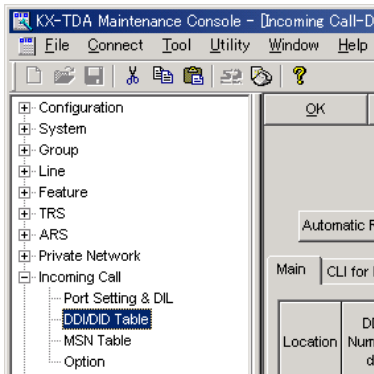 KX-TDA Maintenance Console - [Incoming Call-D
File Connect Tool Utility Window Help
Configuration
System
Group
Line
Feature
TRS
ARS
Private Network
Incoming Call
Port Setting & DIL
DDI/DID Table
MSN Table
Option
OK
Automatic
Main
CLI for
Location